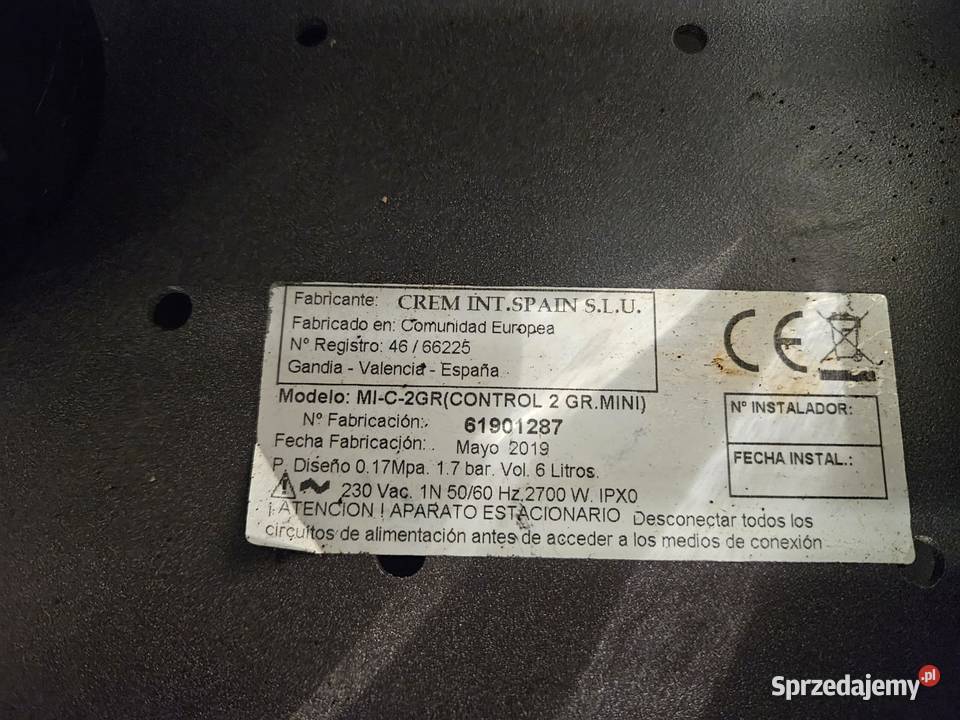 Fabricante: CREM INT.SPAIN S.L.U.
Fabricado en: Comunidad Europea
Nº Registro: 46 / 66225
Gandia - Valencia - España
CE
Modelo: MI-C-2GR(CONTROL 2 GR.MINI)
Nº Fabricación: 61901287
Fecha Fabricación: Mayo 2019
Nº INSTALADOR:
FECHA INSTAL.:
P. Diseño 0.17Mpa. 1.7 bar. Vol. 6 Litros.
230 Vac. 1N 50/60 Hz.2700 W. IPX0
¡ ATENCION ! APARATO ESTACIONARIO Desconectar todos los
circuitos de alimentación antes de acceder a los medios de conexión
Sprzedajemy.pl